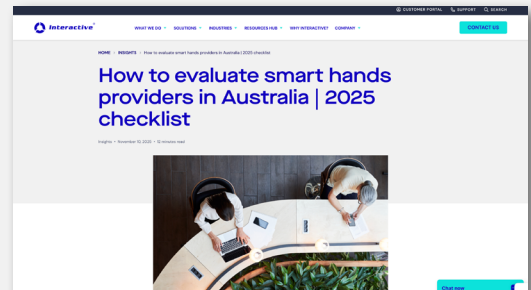 CUSTOMER PORTAL SUPPORT SEARCH
Interactive
WHAT WE DO SOLUTIONS INDUSTRIES RESOURCES HUB WHY INTERACTIVE? COMPANY
CONTACT US
HOME INSIGHTS How to evaluate smart hands providers in Australia | 2025 checklist
How to evaluate smart hands
providers in Australia | 2025
checklist
Insights • November 10, 2025 • 12 minutes read
Chat now